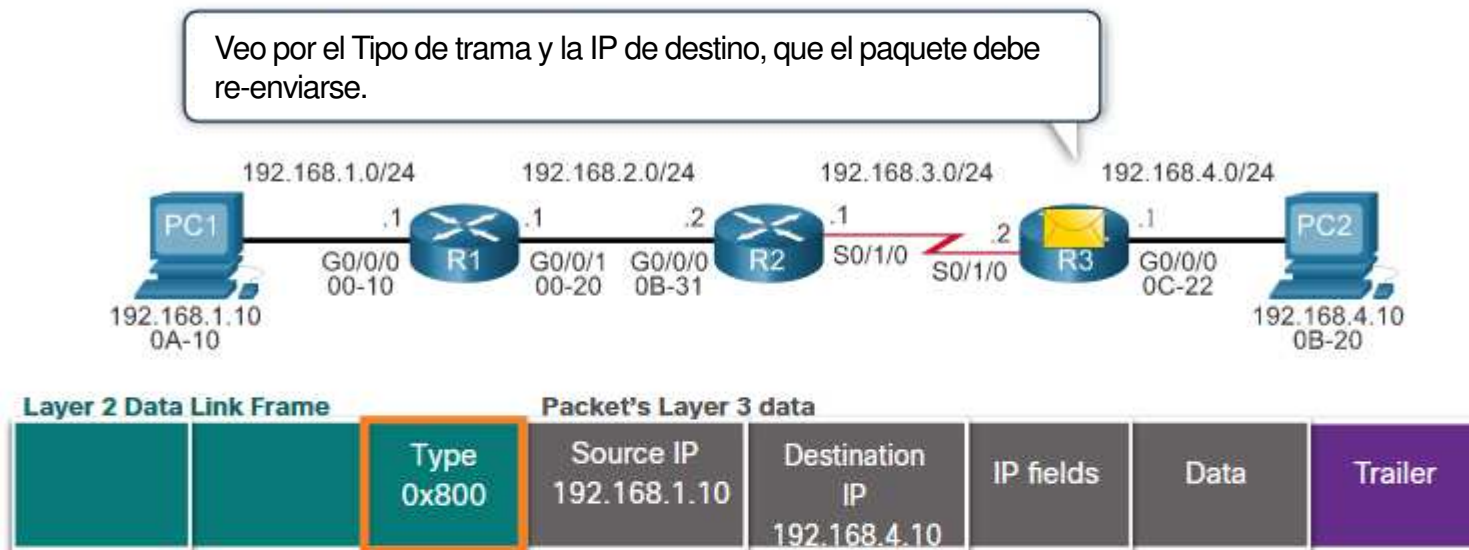 Veo por el Tipo de trama y la IP de destino, que el paquete debe
re-enviarse.
192.168.1.0/24 192.168.2.0/24 192.168.3.0/24 192.168.4.0/24
PC1 .1 R1 .1 .2 R2 .1 .2 R3 .1 PC2
G0/0/0 G0/0/1 G0/0/0 S0/1/0 S0/1/0 G0/0/0
00-10 00-20 0B-31 0C-22
192.168.1.10 192.168.4.10
0A-10 0B-20
Layer 2 Data Link Frame Packet's Layer 3 data
Type Source IP Destination IP fields Data Trailer
0x800 192.168.1.10 IP
192.168.4.10